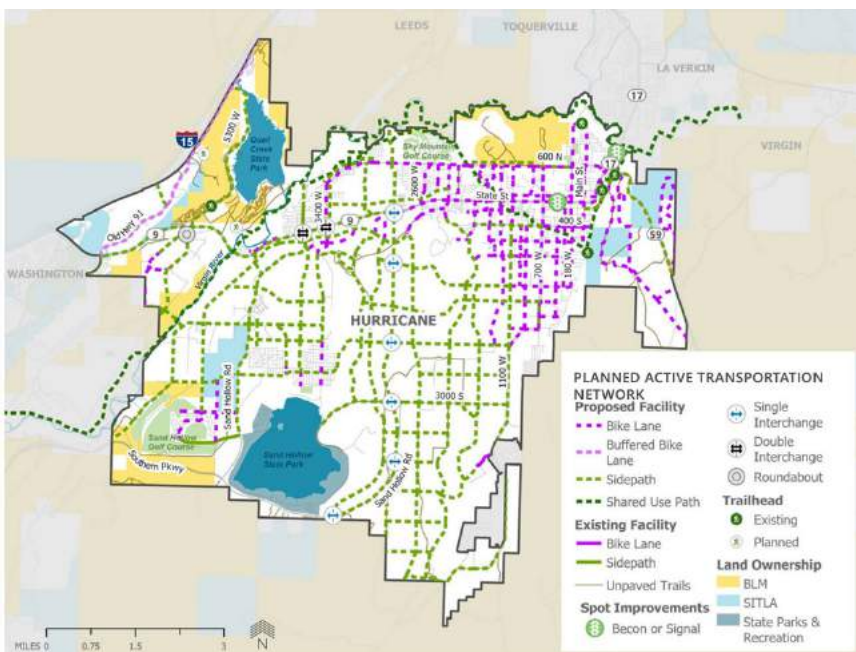 LEEDS
TOQUERVILLE
LA VERKIN
17
VIRGIN
15
5300 W
Quail
Creek
State
Park
Sky Mountain
Golf Course
600 N
17
Main St
2600 W
State St
3400 W
9
400 S
Old Hwy 91
9
59
WASHINGTON
Virgin River
700 W
180 W
HURRICANE
1100 W
3000 S
Sand Hollow Rd
Sand Hollow
Golf Course
Southern Pkwy
Sand Hollow
State Park
Sand Hollow Rd
PLANNED ACTIVE TRANSPORTATION
NETWORK
Proposed Facility
Bike Lane
Buffered Bike
Lane
Sidepath
Shared Use Path
Existing Facility
Bike Lane
Sidepath
Unpaved Trails
Spot Improvements
Becon or Signal
Single
Interchange
Double
Interchange
Roundabout
Trailhead
Existing
Planned
Land Ownership
BLM
SITLA
State Parks &
Recreation
MILES 0 0.75 1.5 3
N